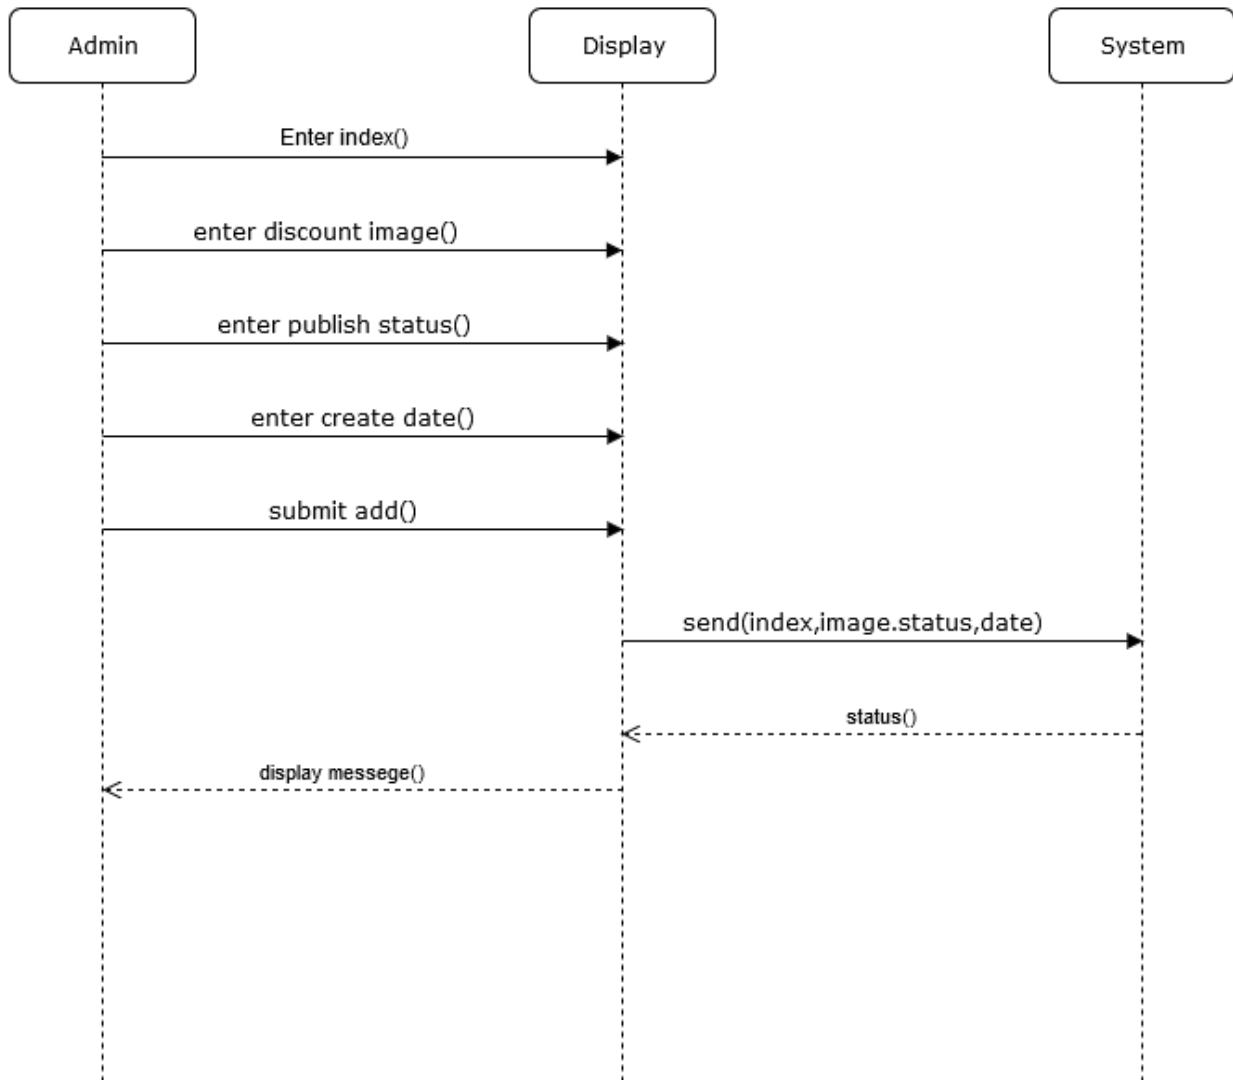 Admin
Display
System
Enter index()
enter discount image()
enter publish status()
enter create date()
submit add()
send(index,image.status,date)
status()
display messege()